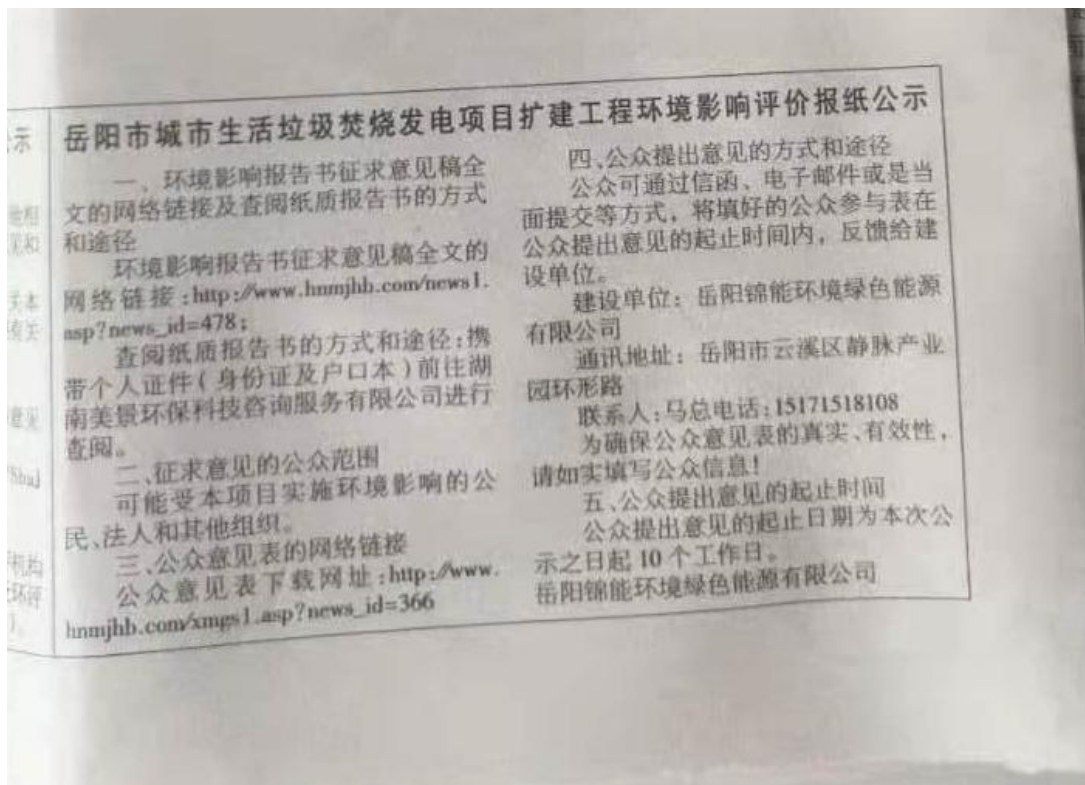 岳阳市城市生活垃圾焚烧发电项目扩建工程环境影响评价报纸公示
一、环境影响报告书征求意见稿全
文的网络链接及查阅纸质报告书的方式
和途径
环境影响报告书征求意见稿全文的
网络链接:http://www.hnmjhb.com/news1.
asp?news_id=478;
查阅纸质报告书的方式和途径:携
带个人证件(身份证及户口本)前往湖
南美景环保科技咨询服务有限公司进行
查阅。
二、征求意见的公众范围
可能受本项目实施环境影响的公
民、法人和其他组织。
三、公众意见表的网络链接
公众意见表下载网址:http://www.
hnmjhb.com/xmgs1.asp?news_id=366
四、公众提出意见的方式和途径
公众可通过信函、电子邮件或是当
面提交等方式，将填好的公众参与表在
公众提出意见的起止时间内，反馈给建
设单位。
建设单位：岳阳锦能环境绿色能源
有限公司
通讯地址：岳阳市云溪区静脉产业
园环形路
联系人:马总电话:15171518108
为确保公众意见表的真实、有效性，
请如实填写公众信息!
五、公众提出意见的起止时间
公众提出意见的起止日期为本次公
示之日起10个工作日。
岳阳锦能环境绿色能源有限公司